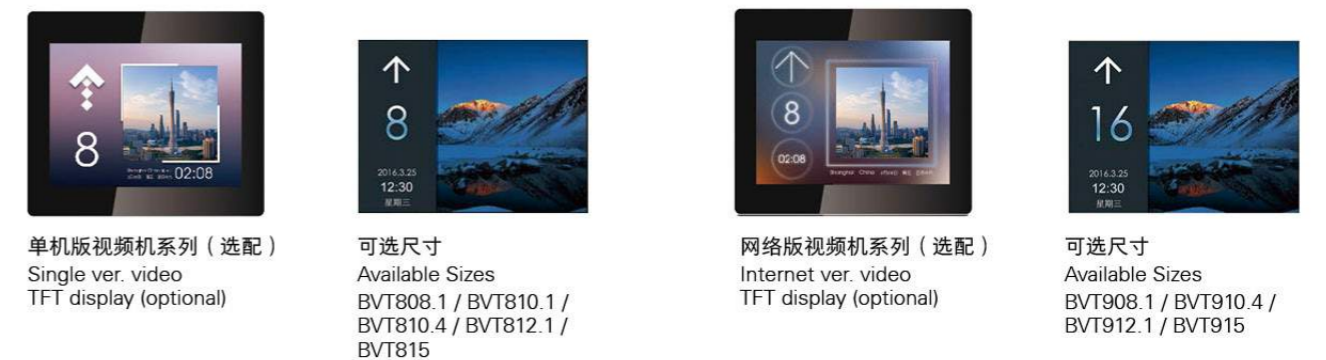 8
02:08
8
2016.3.25
12:30
星期三
8
02:08
Shanghai China
16
2016.3.25
12:30
星期三
单机版视频机系列（选配）
Single ver. video
TFT display (optional)
可选尺寸
Available Sizes
BVT808.1 / BVT810.1 /
BVT810.4 / BVT812.1 /
BVT815
网络版视频机系列（选配）
Internet ver. video
TFT display (optional)
可选尺寸
Available Sizes
BVT908.1 / BVT910.4 /
BVT912.1 / BVT915